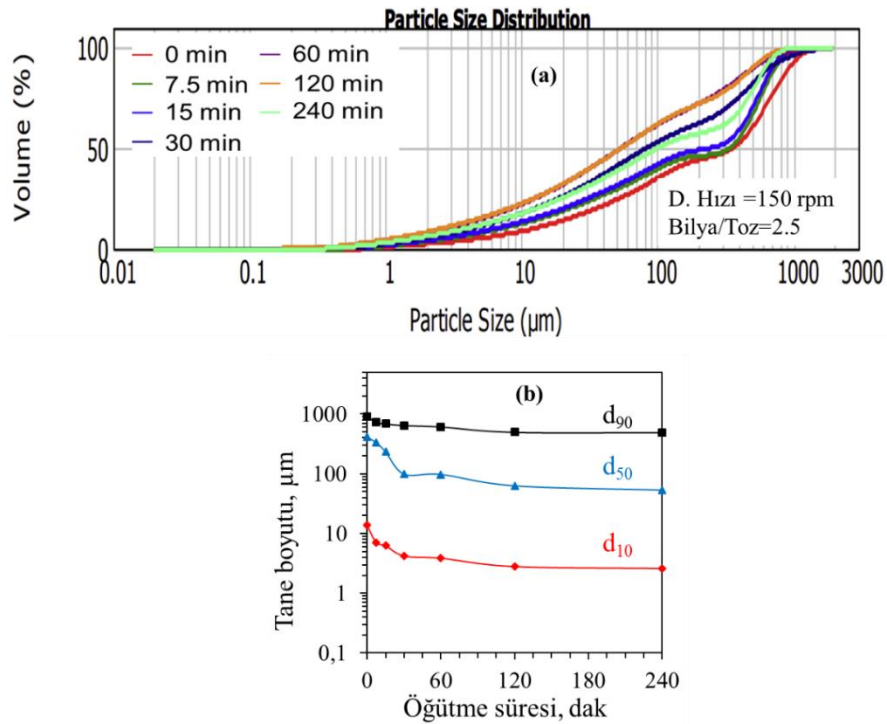 Particle Size Distribution
Volume (%)
100
50
0
0 min
7.5 min
15 min
30 min
60 min
120 min
240 min
(a)
D. Hızı =150 rpm
Bilya/Toz=2.5
0.01 0.1 1 10 100 1000 3000
Particle Size (µm)
(b)
Tane boyutu, µm
1000
100
10
1
0,1
d₉₀
d₅₀
d₁₀
0 60 120 180 240
Öğütme süresi, dak